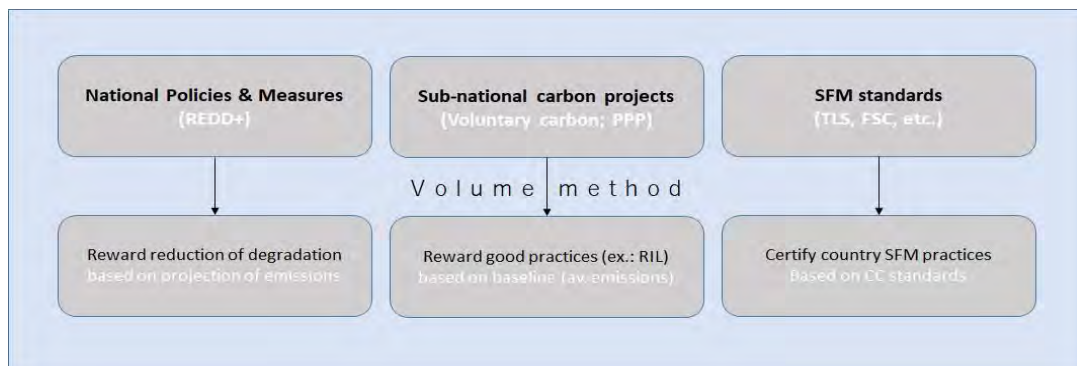 National Policies & Measures
(REDD+)
Sub-national carbon projects
(Voluntary carbon; PPP)
SFM standards
(TLS, FSC, etc.)
Volume method
Reward reduction of degradation
based on projection of emissions
Reward good practices (ex.: RIL)
based on baseline (av. emissions)
Certify country SFM practices
Based on CC standards